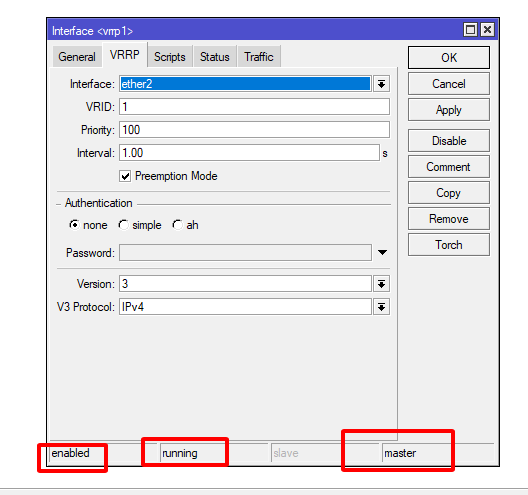 Interface <vrrp1>
General VRRP Scripts Status Traffic
Interface: ether2
VRID: 1
Priority: 100
Interval: 1.00 s
Preemption Mode
Authentication
none simple ah
Password:
Version: 3
V3 Protocol: IPv4
OK
Cancel
Apply
Disable
Comment
Copy
Remove
Torch
enabled running slave master